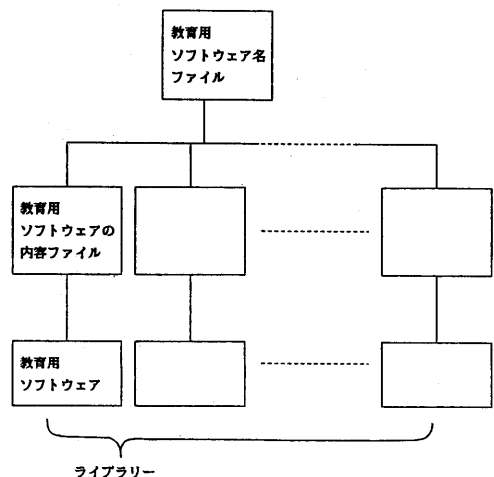 教育用
ソフトウェア名
ファイル
教育用
ソフトウェアの
内容ファイル
教育用
ソフトウェア
ライブラリー